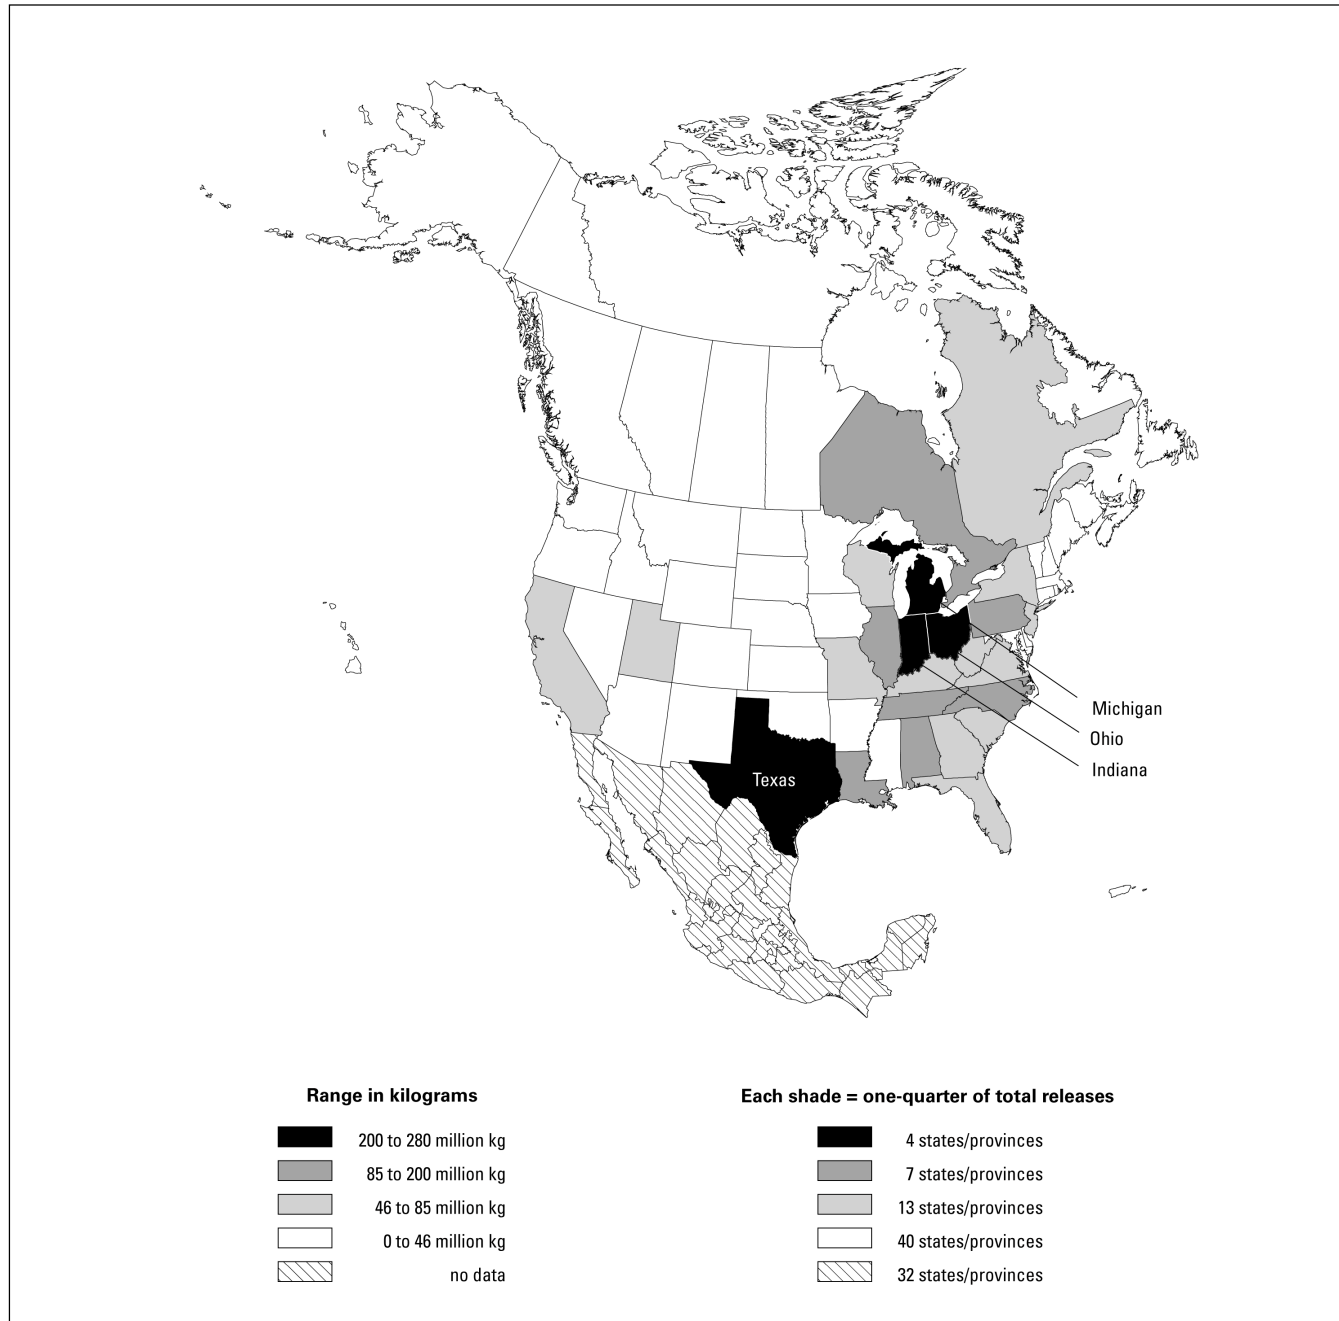 Michigan
Ohio
Indiana
Texas
Range in kilograms
200 to 280 million kg
85 to 200 million kg
46 to 85 million kg
0 to 46 million kg
no data
Each shade = one-quarter of total releases
4 states/provinces
7 states/provinces
13 states/provinces
40 states/provinces
32 states/provinces